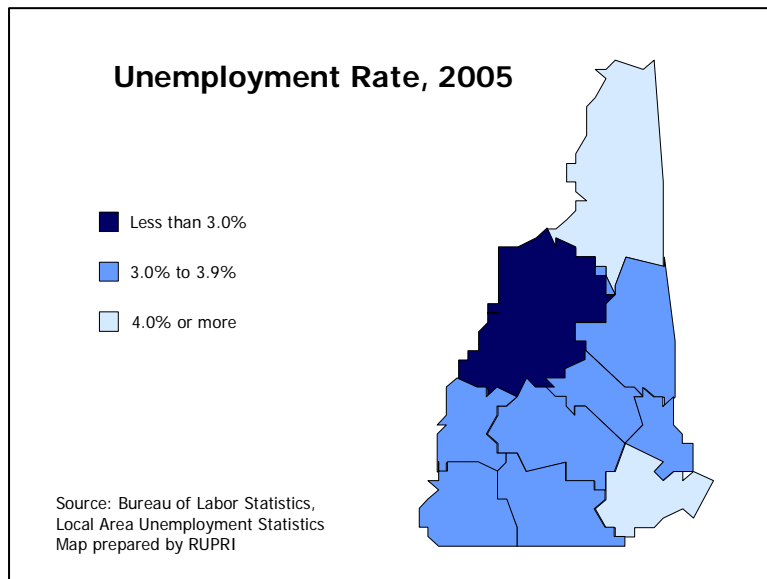 Unemployment Rate, 2005
Less than 3.0%
3.0% to 3.9%
4.0% or more
Source: Bureau of Labor Statistics,
Local Area Unemployment Statistics
Map prepared by RUPRI